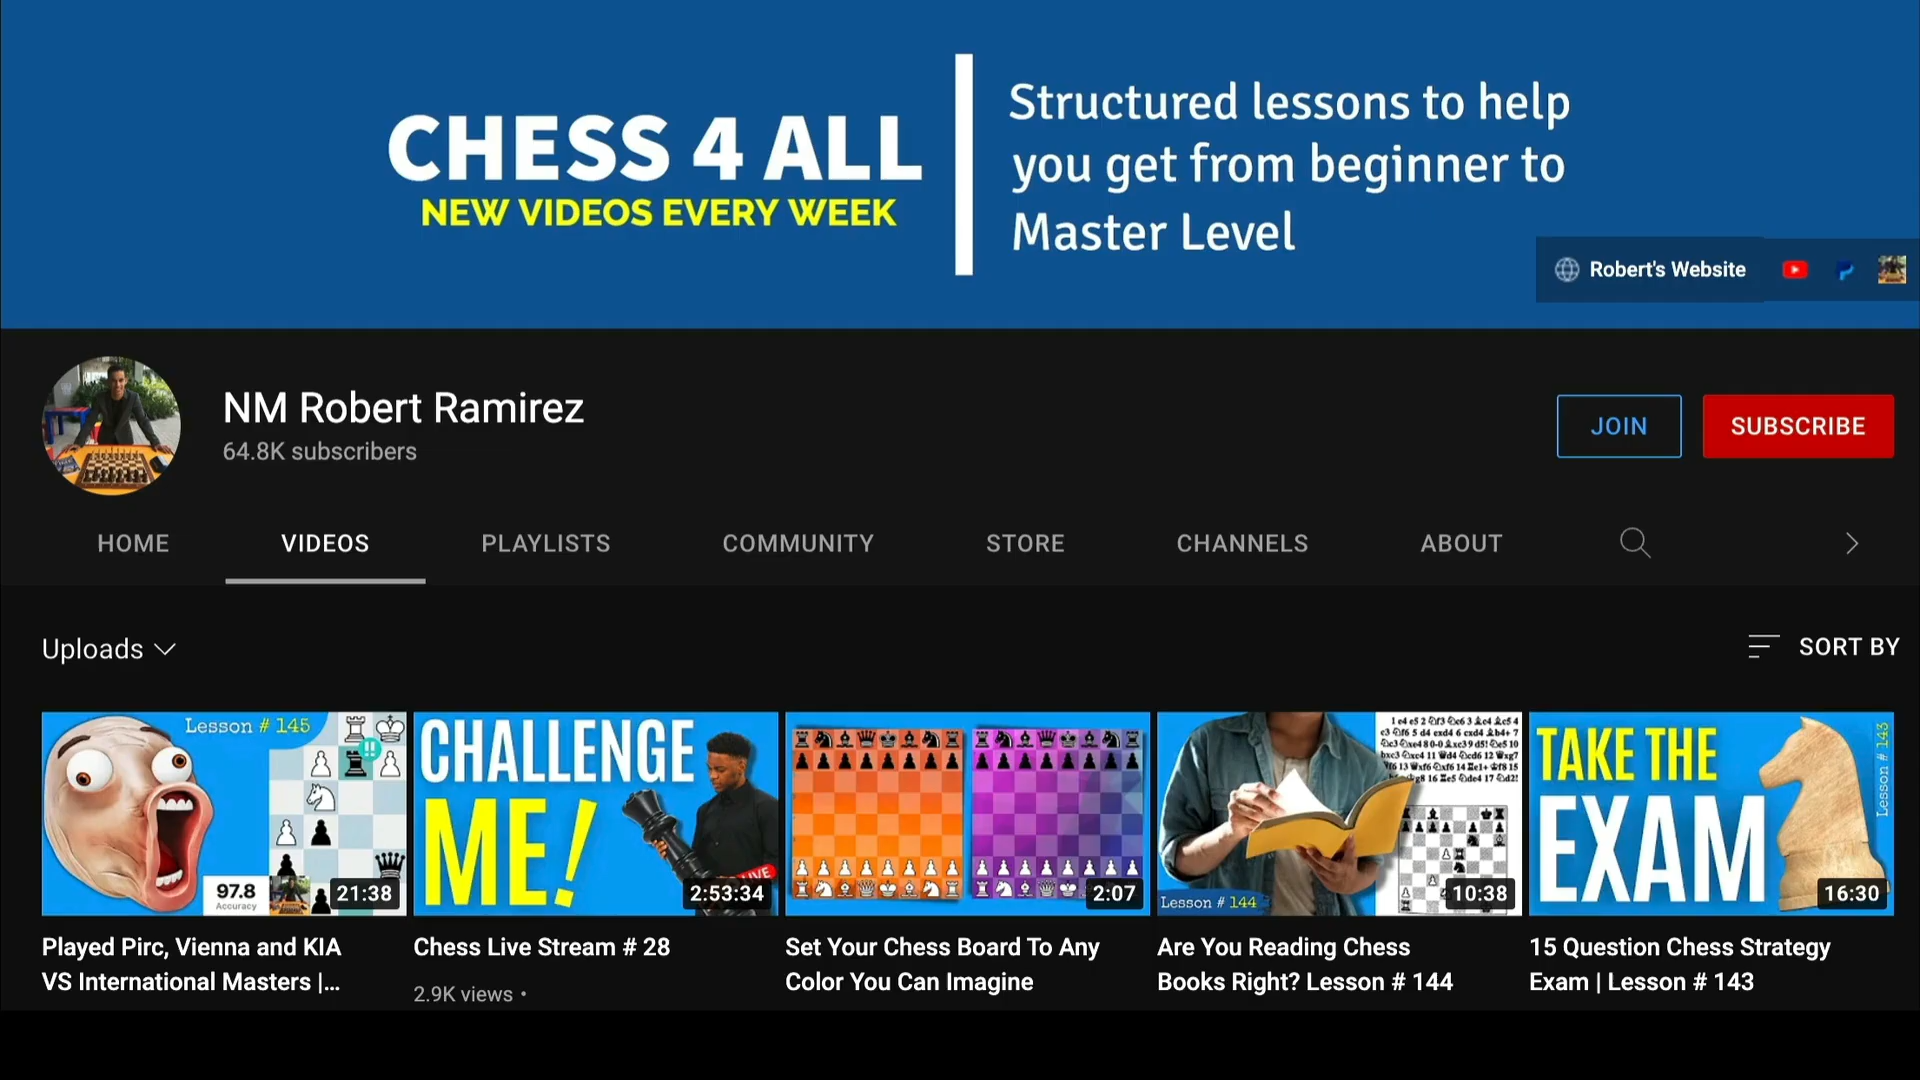 CHESS 4 ALL
NEW VIDEOS EVERY WEEK
Structured lessons to help
you get from beginner to
Master Level
Robert's Website
NM Robert Ramirez
64.8K subscribers
JOIN
SUBSCRIBE
HOME
VIDEOS
PLAYLISTS
COMMUNITY
STORE
CHANNELS
ABOUT
Uploads
SORT BY
Lesson # 145
97.8
Accuracy
21:38
CHALLENGE
ME!
2:53:34
2:07
Lesson # 144
10:38
TAKE THE
EXAM
Lesson # 143
16:30
Played Pirc, Vienna and KIA
VS International Masters |...
Chess Live Stream # 28
2.9K views •
Set Your Chess Board To Any
Color You Can Imagine
Are You Reading Chess
Books Right? Lesson # 144
15 Question Chess Strategy
Exam | Lesson # 143